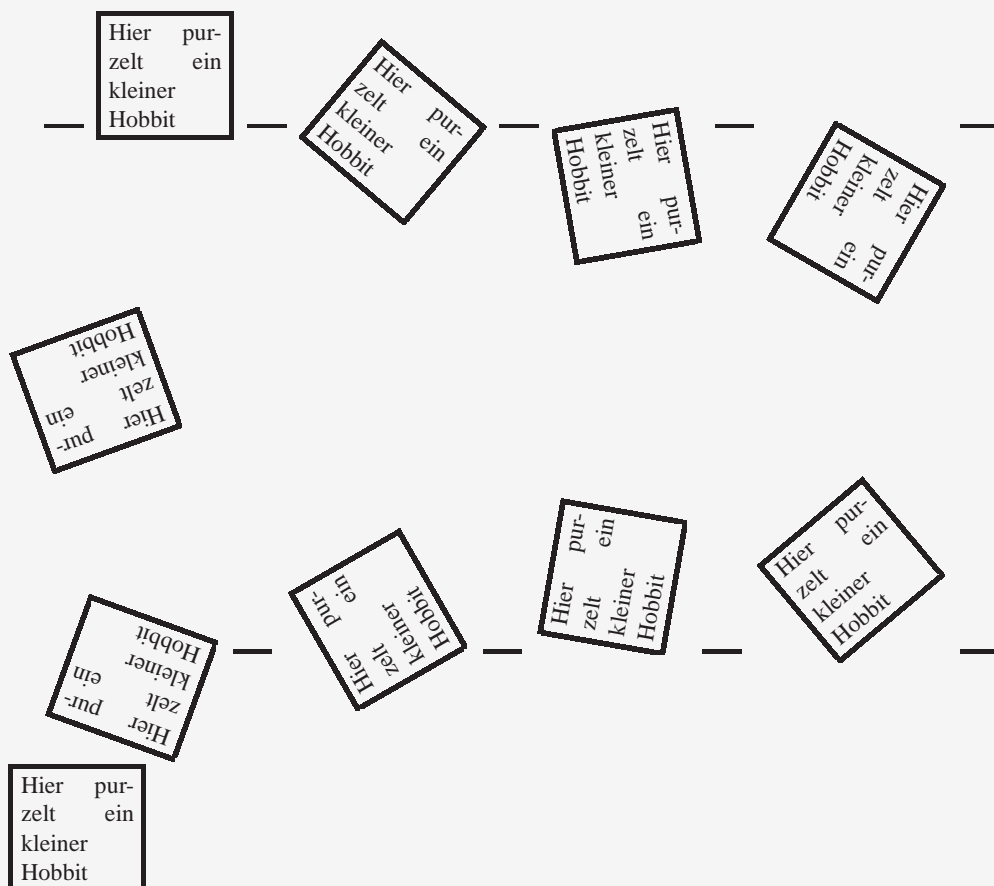 Hier pur-
zelt ein
kleiner
Hobbit
Hier pur-
zelt ein
kleiner
Hobbit
Hier pur-
zelt ein
kleiner
Hobbit
Hier pur-
zelt ein
kleiner
Hobbit
Hier pur-
zelt ein
kleiner
Hobbit
Hier pur-
zelt ein
kleiner
Hobbit
Hier pur-
zelt ein
kleiner
Hobbit
Hier pur-
zelt ein
kleiner
Hobbit
Hier pur-
zelt ein
kleiner
Hobbit
Hier pur-
zelt ein
kleiner
Hobbit